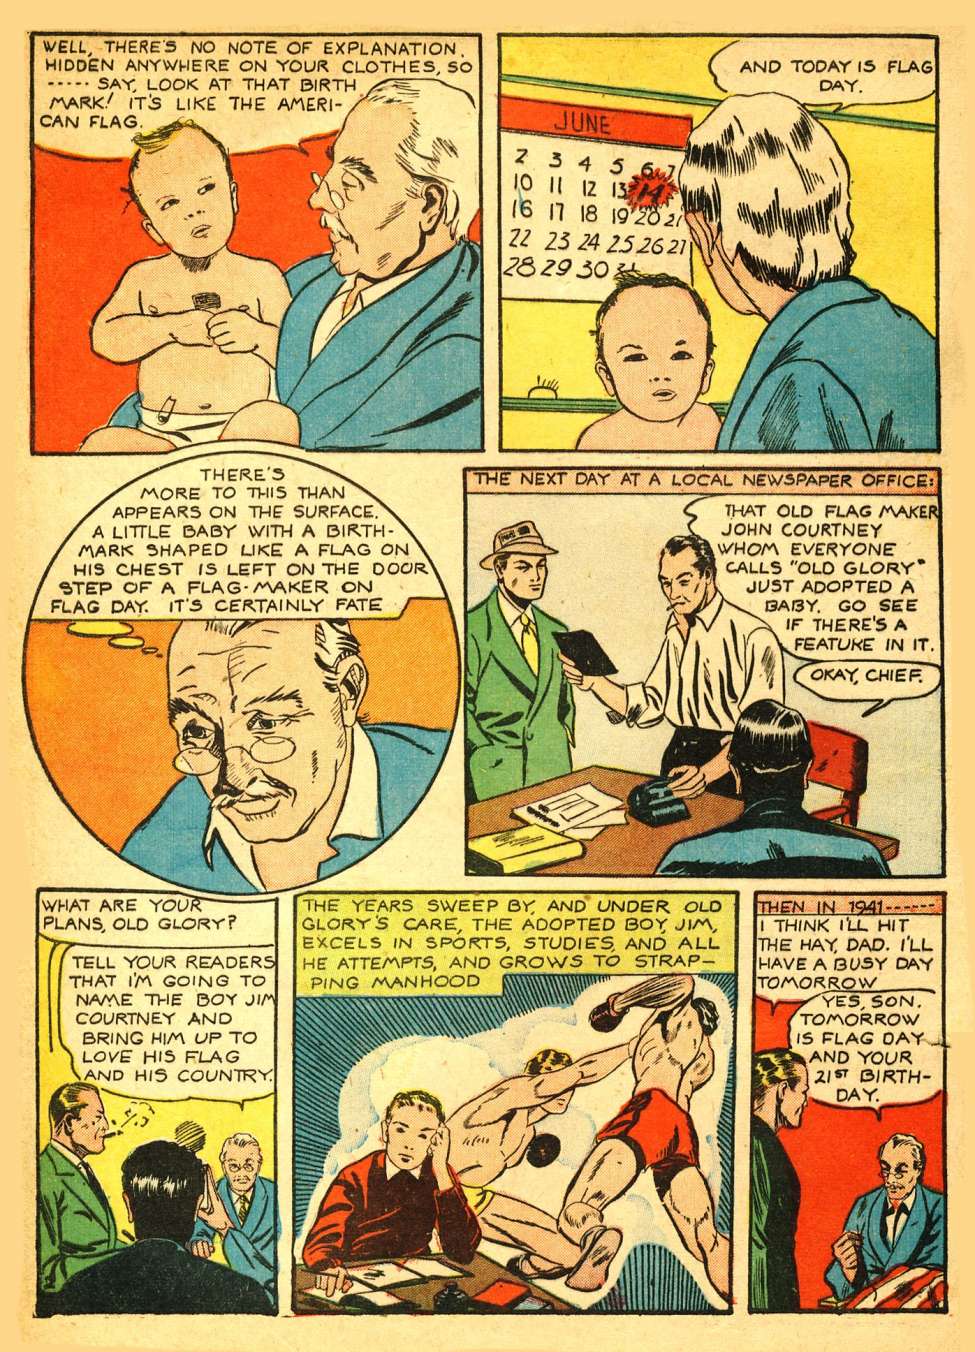 WELL, THERE'S NO NOTE OF EXPLANATION
HIDDEN ANYWHERE ON YOUR CLOTHES, SO
----- SAY, LOOK AT THAT BIRTH
MARK! IT'S LIKE THE AMERI-
CAN FLAG.
AND TODAY IS FLAG
DAY.
JUNE
2 3 4 5 6 7
10 11 12 13 14
16 17 18 19 20 21
22 23 24 25 26 27
28 29 30 31
THERE'S
MORE TO THIS THAN
APPEARS ON THE SURFACE.
A LITTLE BABY WITH A BIRTH-
MARK SHAPED LIKE A FLAG ON
HIS CHEST IS LEFT ON THE DOOR
STEP OF A FLAG-MAKER ON
FLAG DAY. IT'S CERTAINLY FATE
THE NEXT DAY AT A LOCAL NEWSPAPER OFFICE:
THAT OLD FLAG MAKER
JOHN COURTNEY
WHOM EVERYONE
CALLS "OLD GLORY"
JUST ADOPTED A
BABY. GO SEE
IF THERE'S A
FEATURE IN IT.
OKAY, CHIEF.
WHAT ARE YOUR
PLANS, OLD GLORY?
TELL YOUR READERS
THAT I'M GOING TO
NAME THE BOY JIM
COURTNEY AND
BRING HIM UP TO
LOVE HIS FLAG
AND HIS COUNTRY.
THE YEARS SWEEP BY, AND UNDER OLD
GLORY'S CARE, THE ADOPTED BOY, JIM,
EXCELS IN SPORTS, STUDIES, AND ALL
HE ATTEMPTS, AND GROWS TO STRAP-
PING MANHOOD
THEN IN 1941------
I THINK I'LL HIT
THE HAY, DAD. I'LL
HAVE A BUSY DAY
TOMORROW
YES, SON.
TOMORROW
IS FLAG DAY
AND YOUR
21ST BIRTH-
DAY.